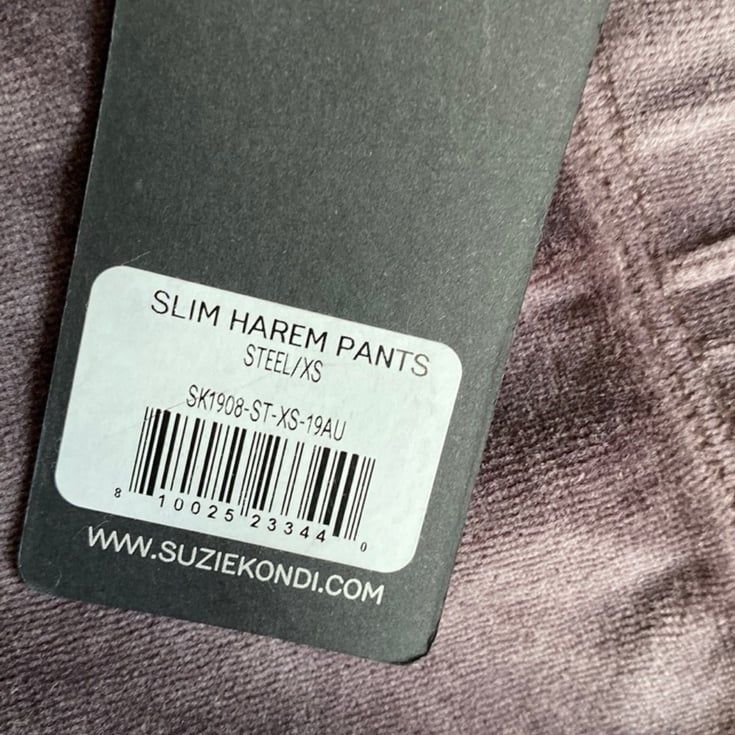 SLIM HAREM PANTS
STEEL/XS
SK1908-ST-XS-19AU
8 10025 23344 0
WWW.SUZIEKONDI.COM